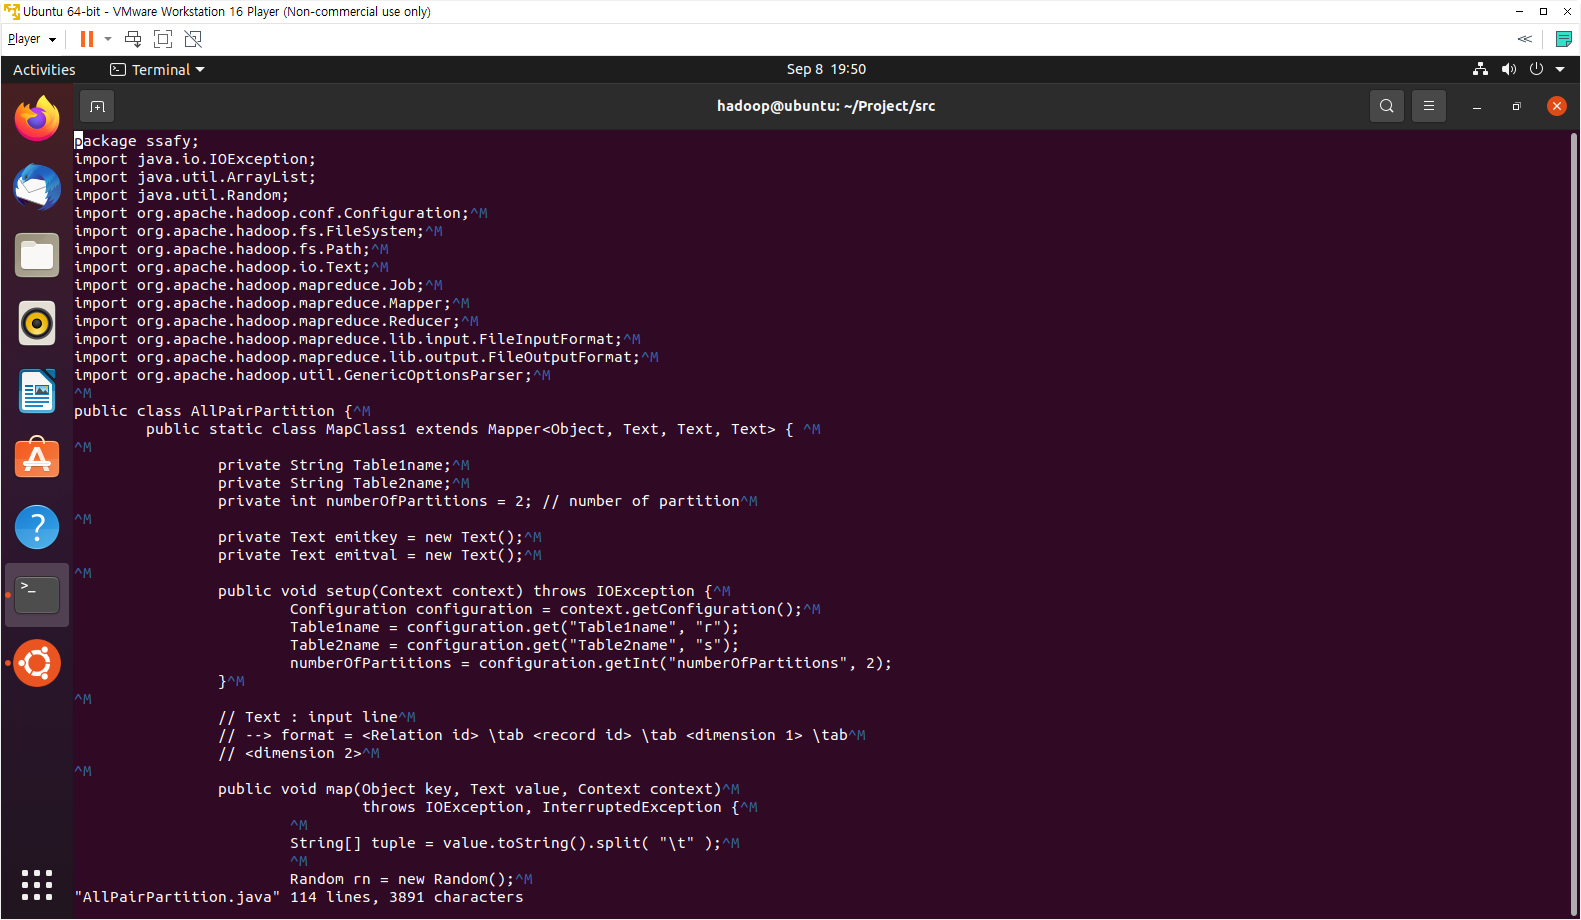 Ubuntu 64-bit - VMware Workstation 16 Player (Non-commercial use only)
Player
Activities
Terminal
Sep 8 19:50
hadoop@ubuntu: ~/Project/src
package ssafy;
import java.io.IOException;
import java.util.ArrayList;
import java.util.Random;
import org.apache.hadoop.conf.Configuration;^M
import org.apache.hadoop.fs.FileSystem;^M
import org.apache.hadoop.fs.Path;^M
import org.apache.hadoop.io.Text;^M
import org.apache.hadoop.mapreduce.Job;^M
import org.apache.hadoop.mapreduce.Mapper;^M
import org.apache.hadoop.mapreduce.Reducer;^M
import org.apache.hadoop.mapreduce.lib.input.FileInputFormat;^M
import org.apache.hadoop.mapreduce.lib.output.FileOutputFormat;^M
import org.apache.hadoop.util.GenericOptionsParser;^M
^M
public class AllPairPartition {^M
        public static class MapClass1 extends Mapper<Object, Text, Text, Text> { ^M
^M
                private String Table1name;^M
                private String Table2name;^M
                private int numberOfPartitions = 2; // number of partition^M
^M
                private Text emitkey = new Text();^M
                private Text emitval = new Text();^M
^M
                public void setup(Context context) throws IOException {^M
                        Configuration configuration = context.getConfiguration();^M
                        Table1name = configuration.get("Table1name", "r");
                        Table2name = configuration.get("Table2name", "s");
                        numberOfPartitions = configuration.getInt("numberOfPartitions", 2);
                }^M
^M
                // Text : input line^M
                // --> format = <Relation id> \tab <record id> \tab <dimension 1> \tab^M
                // <dimension 2>^M
^M
                public void map(Object key, Text value, Context context)^M
                                throws IOException, InterruptedException {^M
                        ^M
                        String[] tuple = value.toString().split( "\t" );^M
                        ^M
                        Random rn = new Random();^M
"AllPairPartition.java" 114 lines, 3891 characters